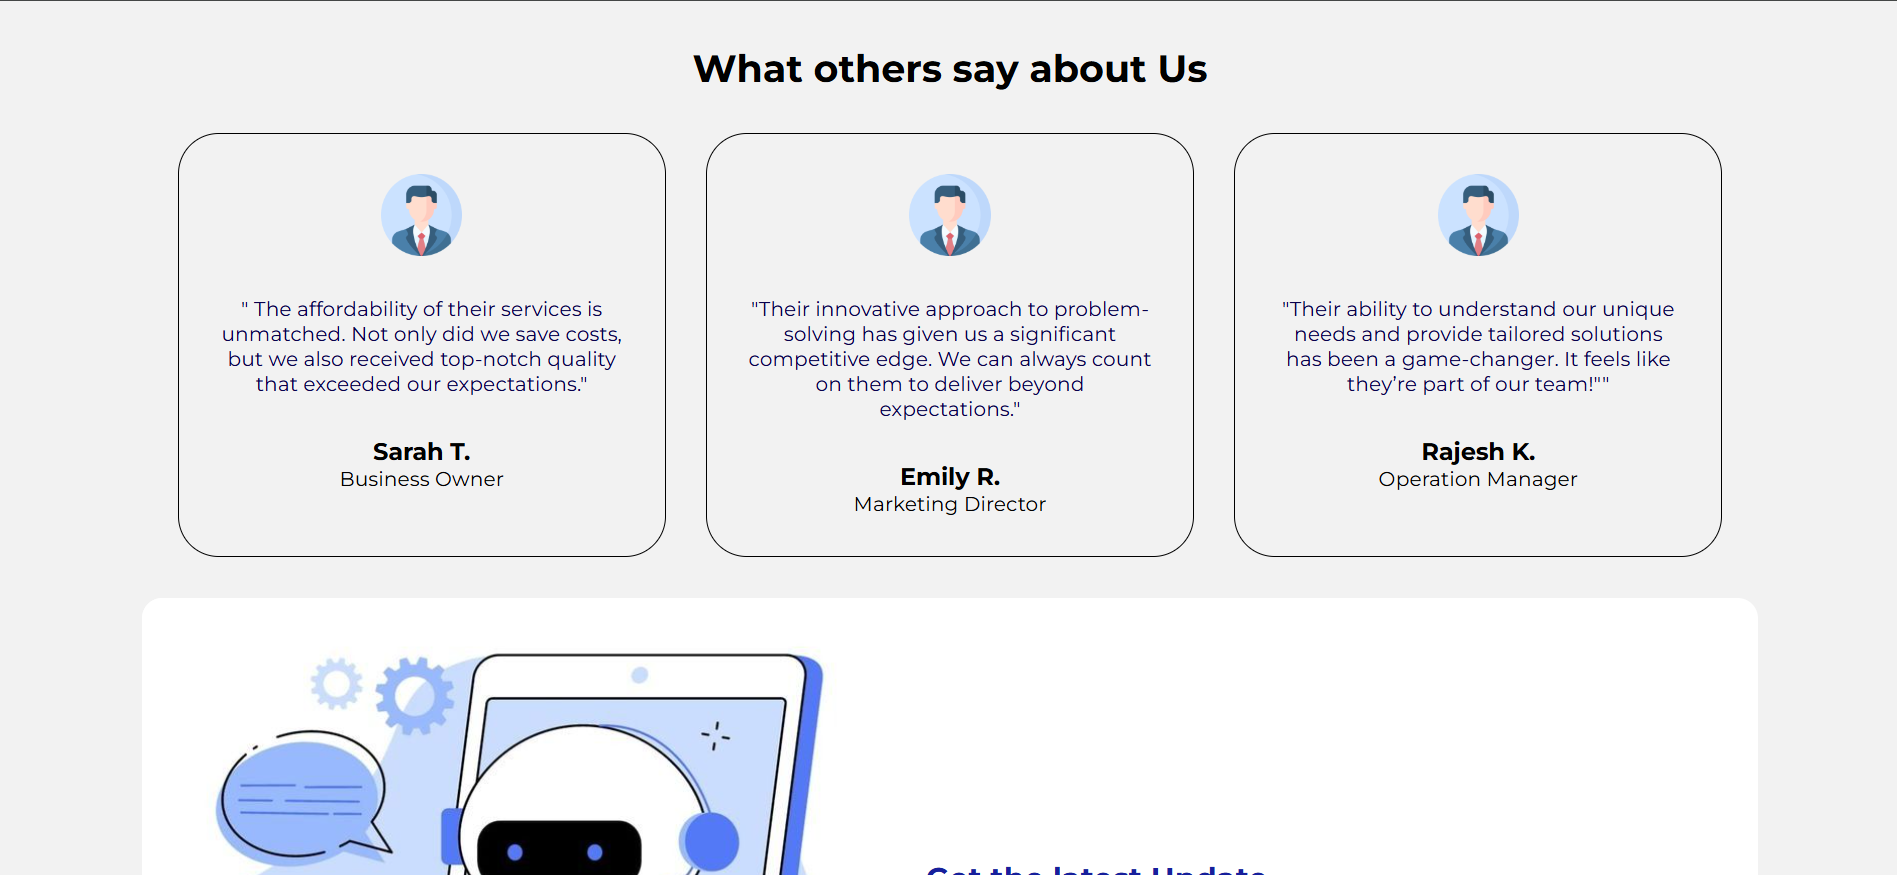 What others say about Us
" The affordability of their services is
unmatched. Not only did we save costs,
but we also received top-notch quality
that exceeded our expectations."
Sarah T.
Business Owner
"Their innovative approach to problem-
solving has given us a significant
competitive edge. We can always count
on them to deliver beyond
expectations."
Emily R.
Marketing Director
"Their ability to understand our unique
needs and provide tailored solutions
has been a game-changer. It feels like
they’re part of our team!""
Rajesh K.
Operation Manager
Get the latest Update